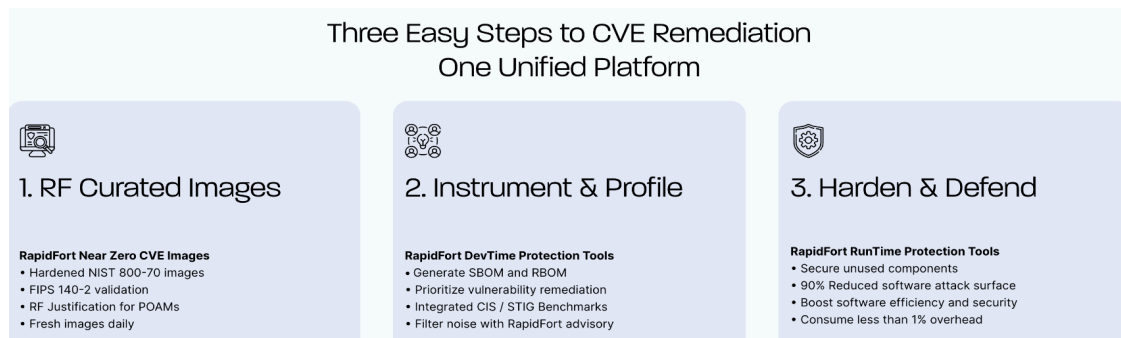 Three Easy Steps to CVE Remediation
One Unified Platform
1. RF Curated Images
RapidFort Near Zero CVE Images
• Hardened NIST 800-70 images
• FIPS 140-2 validation
• RF Justification for POAMs
• Fresh images daily
2. Instrument & Profile
RapidFort DevTime Protection Tools
• Generate SBOM and RBOM
• Prioritize vulnerability remediation
• Integrated CIS / STIG Benchmarks
• Filter noise with RapidFort advisory
3. Harden & Defend
RapidFort RunTime Protection Tools
• Secure unused components
• 90% Reduced software attack surface
• Boost software efficiency and security
• Consume less than 1% overhead